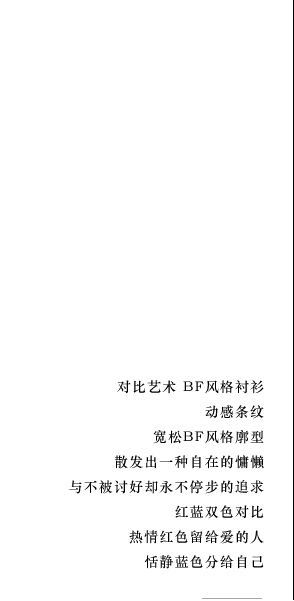 对比艺术 BF风格衬衫
动感条纹
宽松BF风格廓型
散发出一种自在的慵懒
与不被讨好却永不停步的追求
红蓝双色对比
热情红色留给爱的人
恬静蓝色分给自己